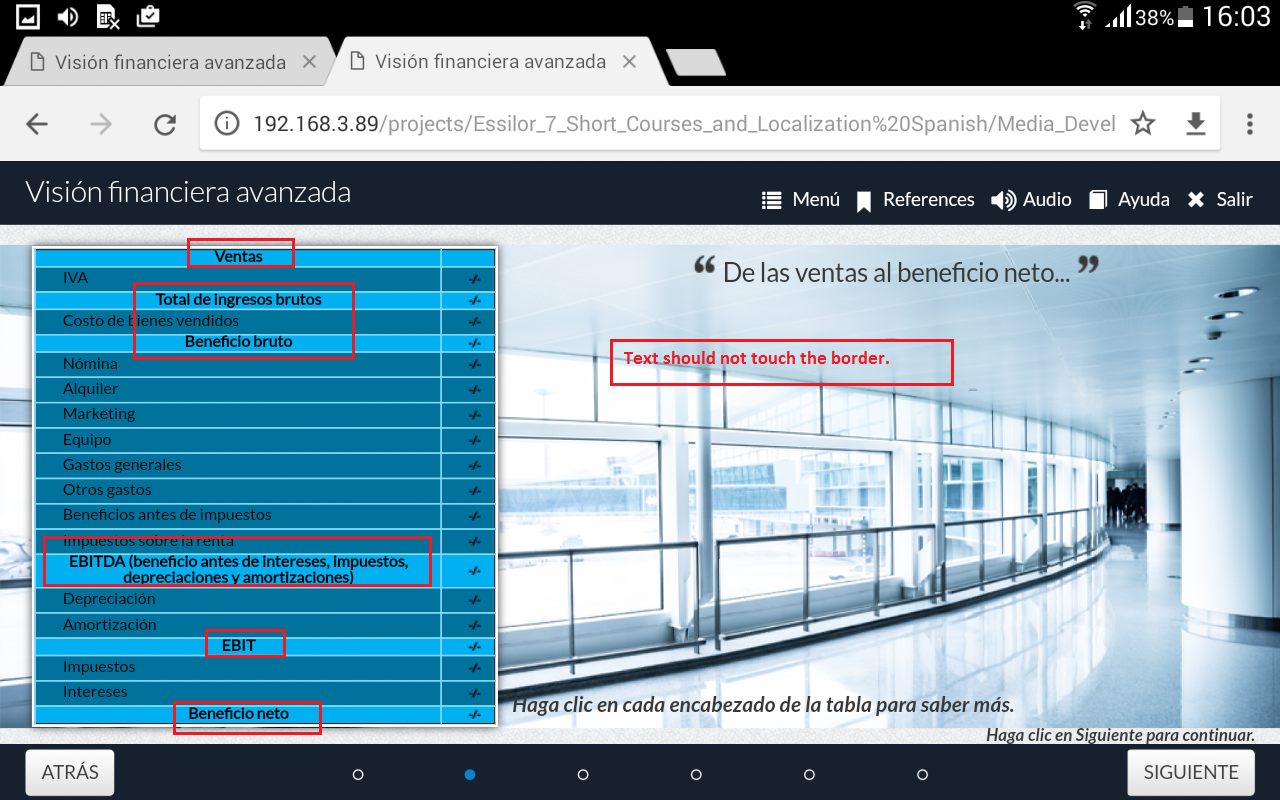 38% 16:03
Visión financiera avanzada
Visión financiera avanzada
192.168.3.89/projects/Essilor_7_Short_Courses_and_Localization%20Spanish/Media_Devel
Visión financiera avanzada
Menú References Audio Ayuda Salir
Ventas
IVA -/-
Total de ingresos brutos -/-
Costo de bienes vendidos
Beneficio bruto -/-
Nómina -/-
Alquiler -/-
Marketing -/-
Equipo -/-
Gastos generales -/-
Otros gastos -/-
Beneficios antes de impuestos -/-
Impuestos sobre la renta -/-
EBITDA (beneficio antes de intereses, impuestos, -/-
depreciaciones y amortizaciones)
Depreciación -/-
Amortización -/-
EBIT -/-
Impuestos -/-
Intereses -/-
Beneficio neto -/-
“ De las ventas al beneficio neto... ”
Text should not touch the border.
Haga clic en cada encabezado de la tabla para saber más.
Haga clic en Siguiente para continuar.
ATRÁS
SIGUIENTE